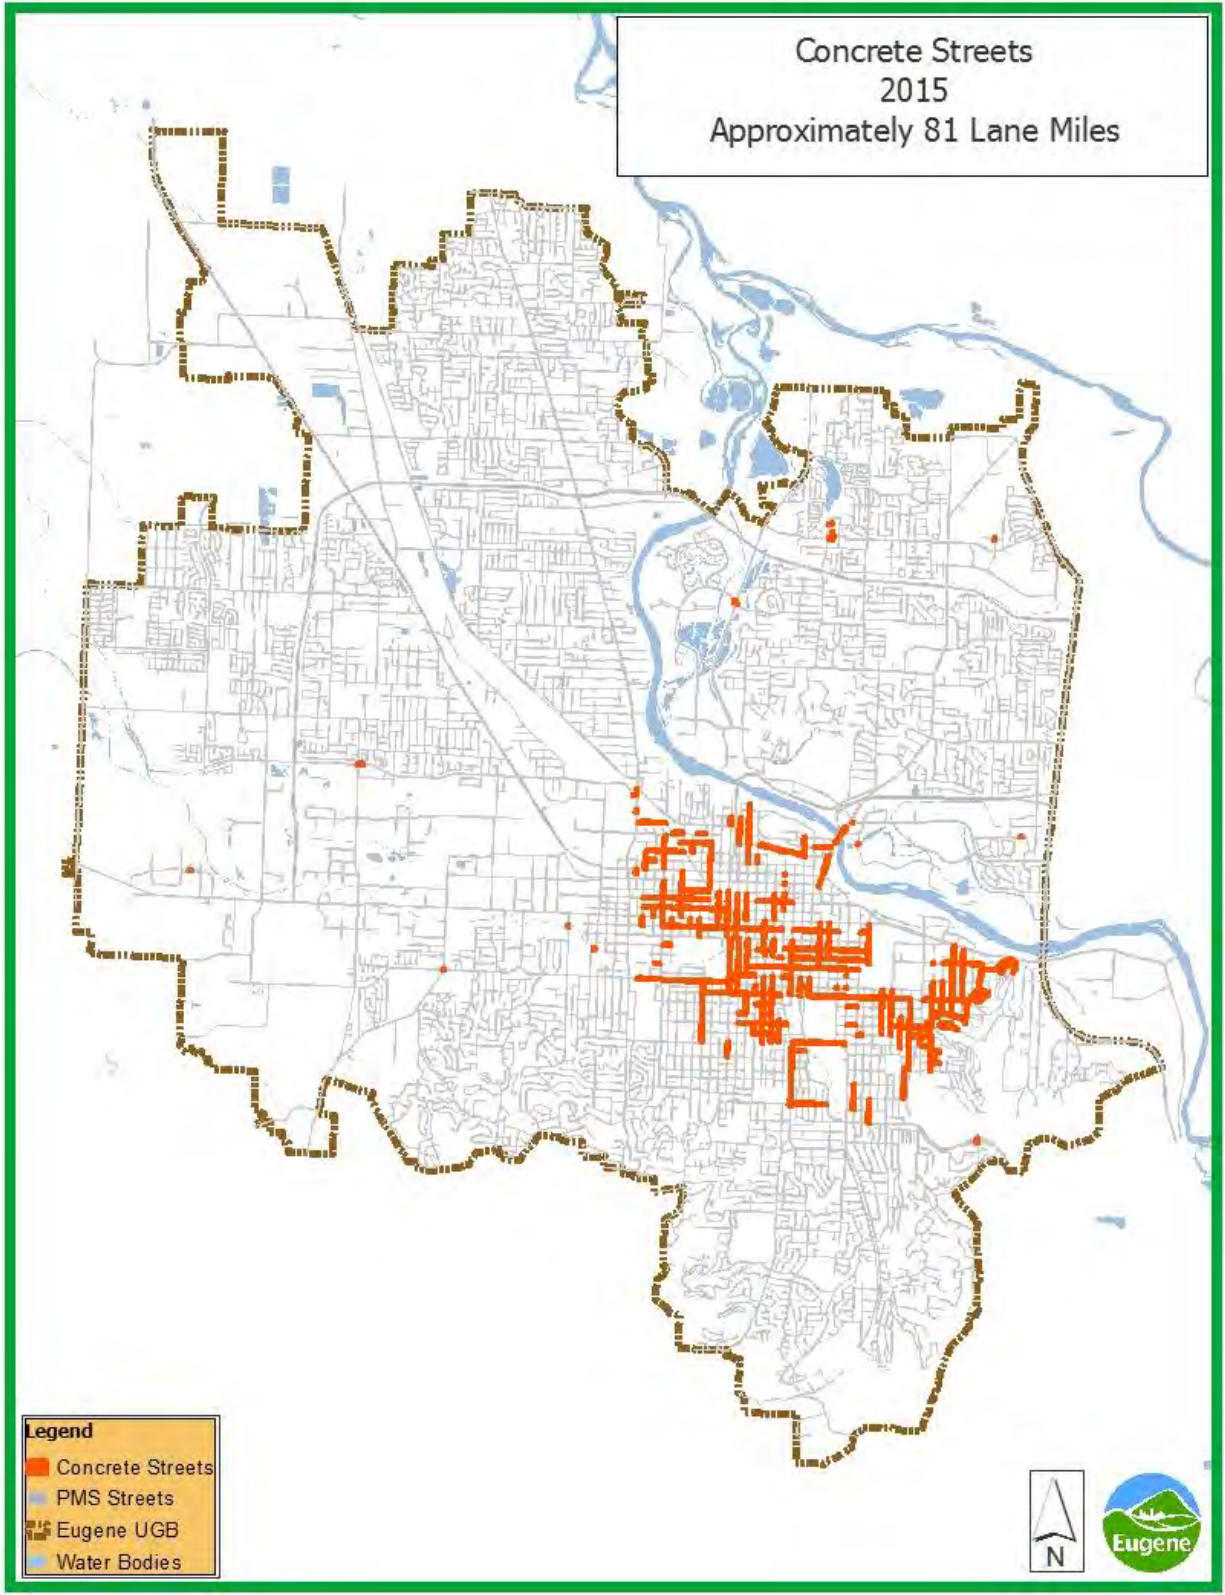 Concrete Streets
2015
Approximately 81 Lane Miles
Legend
Concrete Streets
PMS Streets
Eugene UGB
Water Bodies
N
Eugene